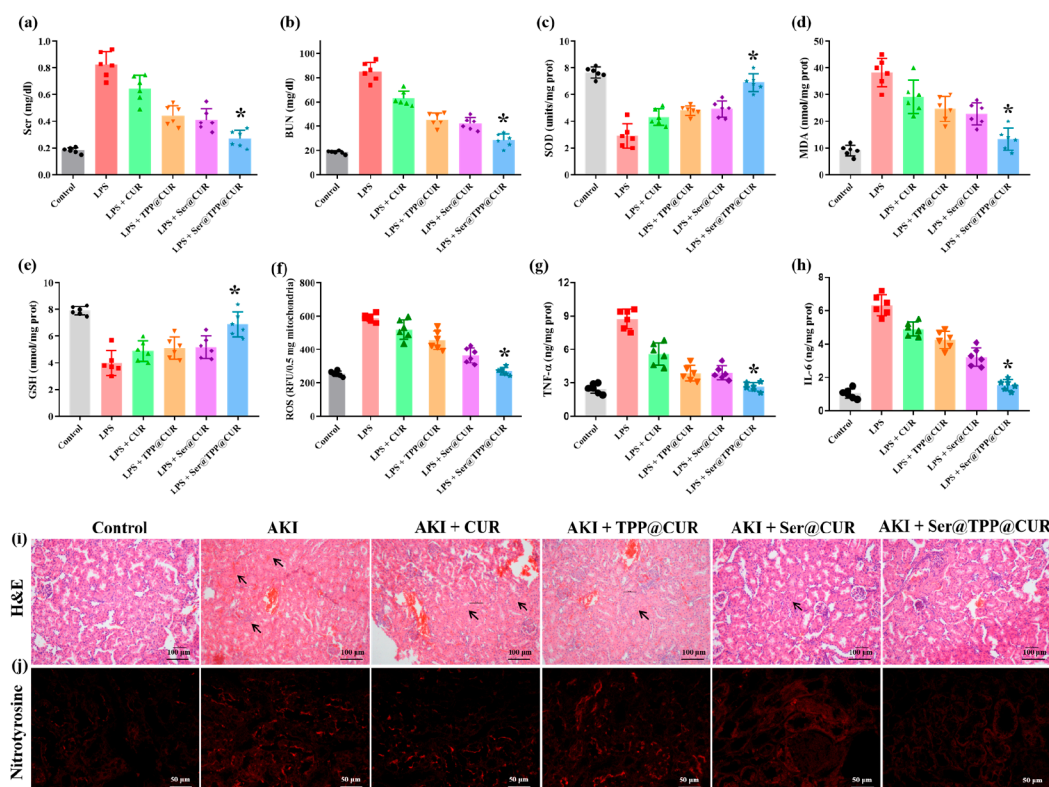 (a)
Scr (mg/dl)
1.0
0.8
0.6
0.4
0.2
0.0
*
Control
LPS
LPS + CUR
LPS + TPP@CUR
LPS + Ser@CUR
LPS + Ser@TPP@CUR
(b)
BUN (mg/dl)
120
100
80
60
40
20
0
*
Control
LPS
LPS + CUR
LPS + TPP@CUR
LPS + Ser@CUR
LPS + Ser@TPP@CUR
(c)
SOD (units/mg prot)
10
8
6
4
2
0
*
Control
LPS
LPS + CUR
LPS + TPP@CUR
LPS + Ser@CUR
LPS + Ser@TPP@CUR
(d)
MDA (nmol/mg prot)
50
40
30
20
10
0
*
Control
LPS
LPS + CUR
LPS + TPP@CUR
LPS + Ser@CUR
LPS + Ser@TPP@CUR
(e)
GSH (nmol/mg prot)
10
8
6
4
2
0
*
Control
LPS
LPS + CUR
LPS + TPP@CUR
LPS + Ser@CUR
LPS + Ser@TPP@CUR
(f)
ROS (RFU/0.5 mg mitochondria)
800
600
400
200
0
*
Control
LPS
LPS + CUR
LPS + TPP@CUR
LPS + Ser@CUR
LPS + Ser@TPP@CUR
(g)
TNF-α (ng/mg prot)
12
9
6
3
0
*
Control
LPS
LPS + CUR
LPS + TPP@CUR
LPS + Ser@CUR
LPS + Ser@TPP@CUR
(h)
IL-6 (ng/mg prot)
8
6
4
2
0
*
Control
LPS
LPS + CUR
LPS + TPP@CUR
LPS + Ser@CUR
LPS + Ser@TPP@CUR
Control
AKI
AKI + CUR
AKI + TPP@CUR
AKI + Ser@CUR
AKI + Ser@TPP@CUR
(i)
H&E
100 μm
100 μm
100 μm
100 μm
100 μm
100 μm
(j)
Nitrotyrosine
50 μm
50 μm
50 μm
50 μm
50 μm
50 μm